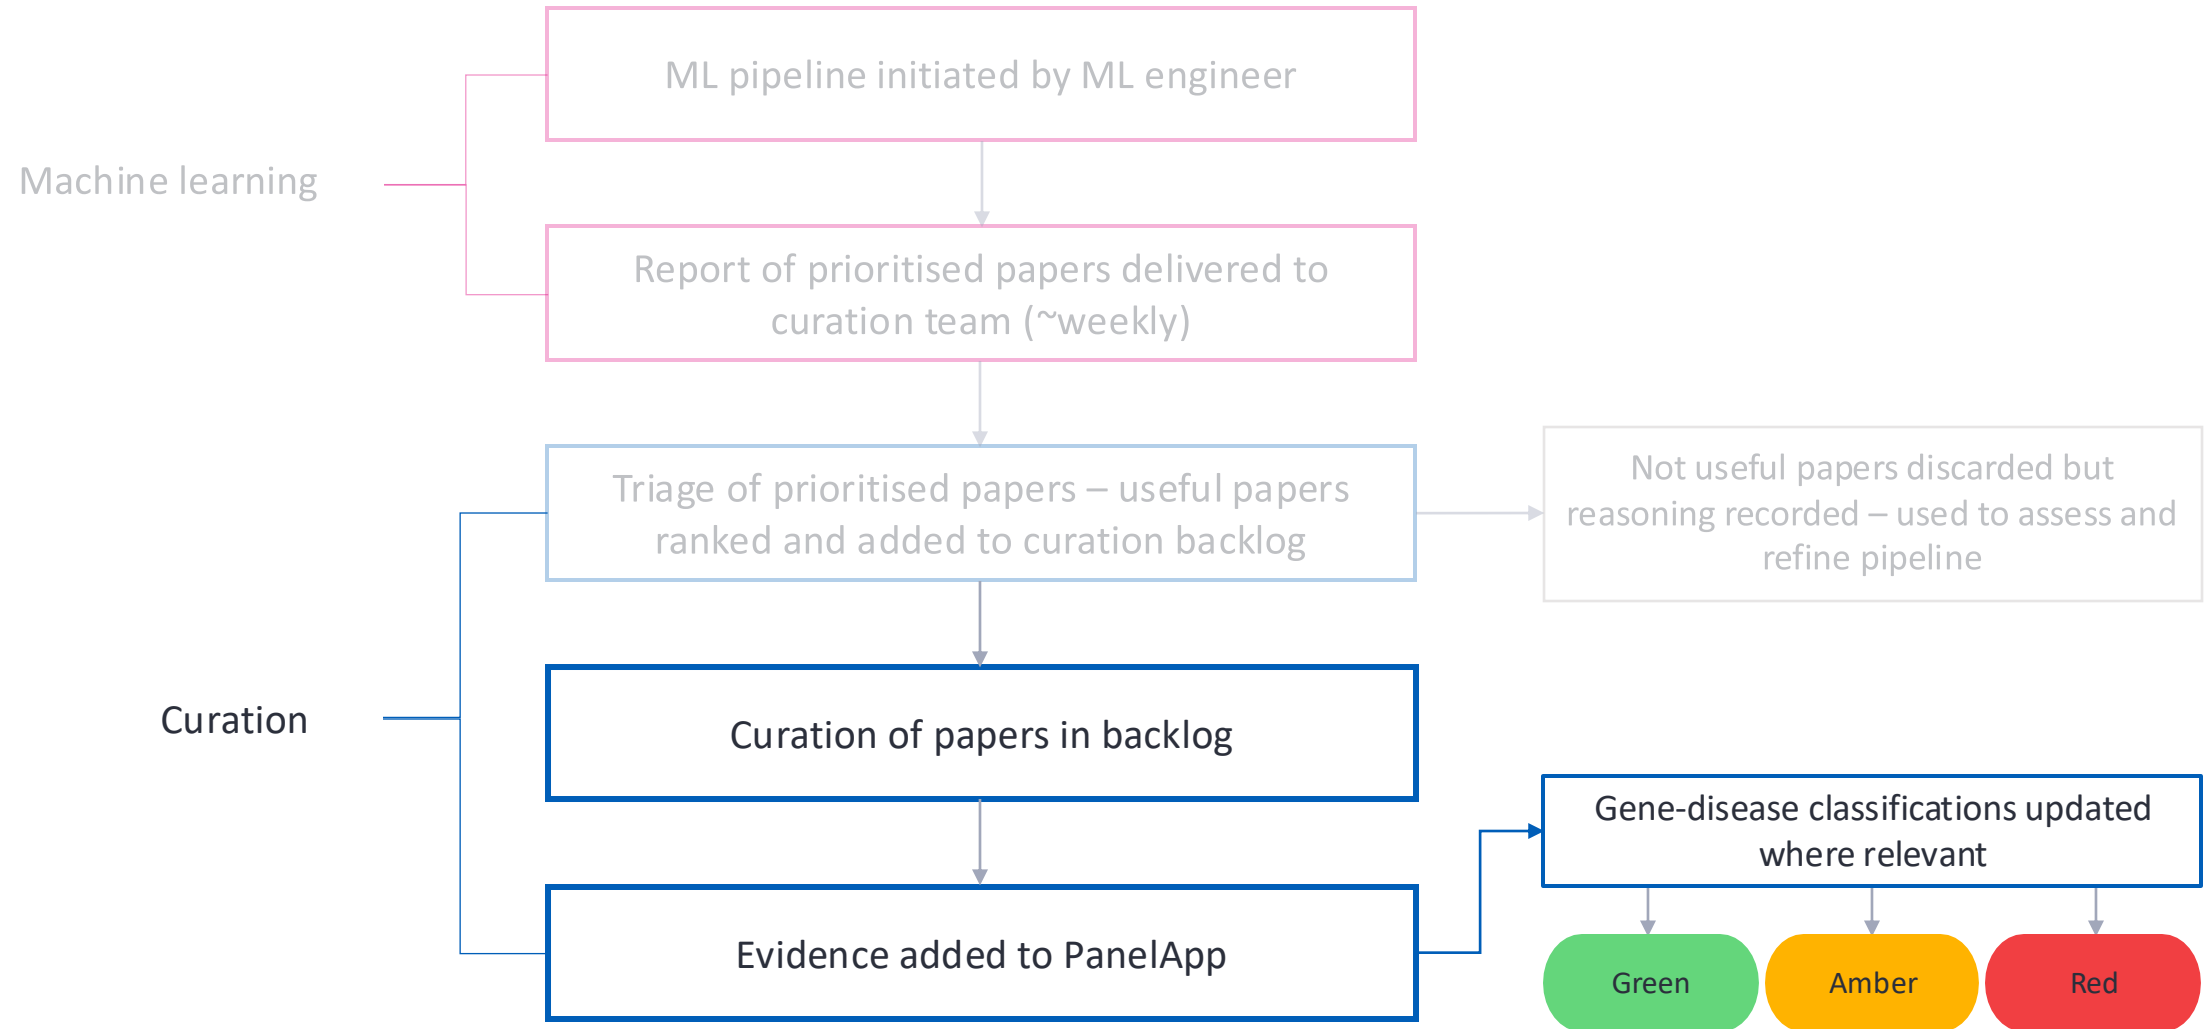 ML pipeline initiated by ML engineer
Machine learning
Report of prioritised papers delivered to
curation team (~weekly)
Triage of prioritised papers – useful papers
ranked and added to curation backlog
Not useful papers discarded but
reasoning recorded – used to assess and
refine pipeline
Curation
Curation of papers in backlog
Evidence added to PanelApp
Gene-disease classifications updated
where relevant
Green
Amber
Red